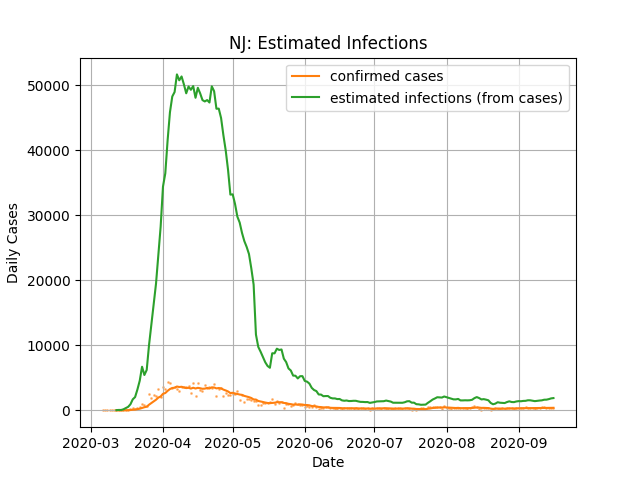 NJ: Estimated Infections
confirmed cases
estimated infections (from cases)
Daily Cases
50000
40000
30000
20000
10000
0
2020-03 2020-04 2020-05 2020-06 2020-07 2020-08 2020-09
Date